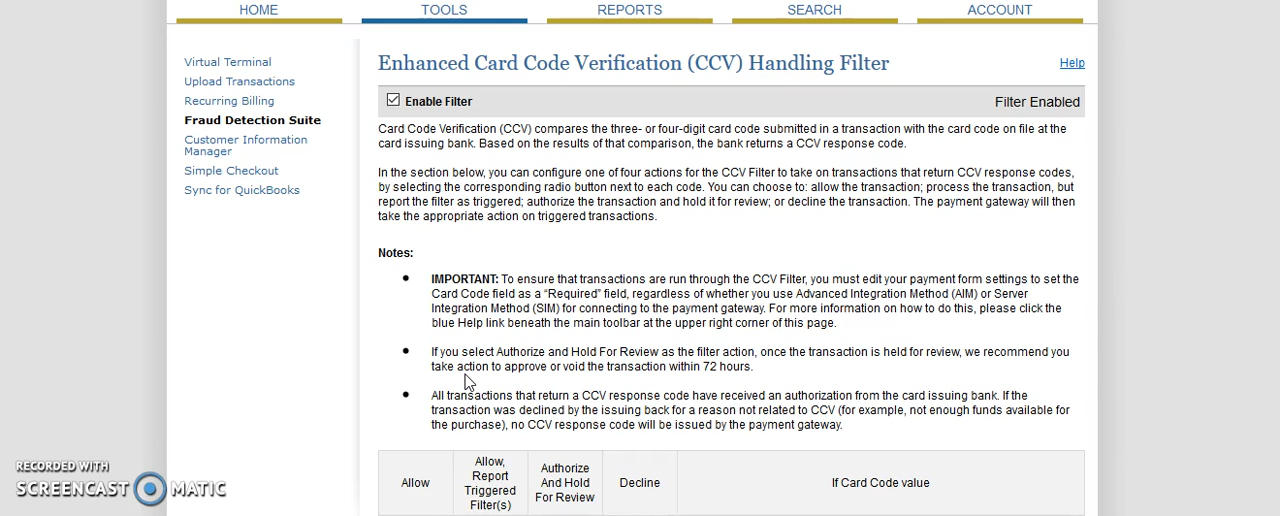 HOME TOOLS REPORTS SEARCH ACCOUNT
Virtual Terminal
Upload Transactions
Recurring Billing
Fraud Detection Suite
Customer Information
Manager
Simple Checkout
Sync for QuickBooks
Enhanced Card Code Verification (CCV) Handling Filter Help
Enable Filter Filter Enabled
Card Code Verification (CCV) compares the three- or four-digit card code submitted in a transaction with the card code on file at the
card issuing bank. Based on the results of that comparison, the bank returns a CCV response code.
In the section below, you can configure one of four actions for the CCV Filter to take on transactions that return CCV response codes,
by selecting the corresponding radio button next to each code. You can choose to: allow the transaction; process the transaction, but
report the filter as triggered; authorize the transaction and hold it for review; or decline the transaction. The payment gateway will then
take the appropriate action on triggered transactions.
Notes:
IMPORTANT: To ensure that transactions are run through the CCV Filter, you must edit your payment form settings to set the
Card Code field as a “Required” field, regardless of whether you use Advanced Integration Method (AIM) or Server
Integration Method (SIM) for connecting to the payment gateway. For more information on how to do this, please click the
blue Help link beneath the main toolbar at the upper right corner of this page.
If you select Authorize and Hold For Review as the filter action, once the transaction is held for review, we recommend you
take action to approve or void the transaction within 72 hours.
All transactions that return a CCV response code have received an authorization from the card issuing bank. If the
transaction was declined by the issuing back for a reason not related to CCV (for example, not enough funds available for
the purchase), no CCV response code will be issued by the payment gateway.
Allow
Allow,
Report
Triggered
Filter(s)
Authorize
And Hold
For Review
Decline
If Card Code value
RECORDED WITH
SCREENCAST MATIC